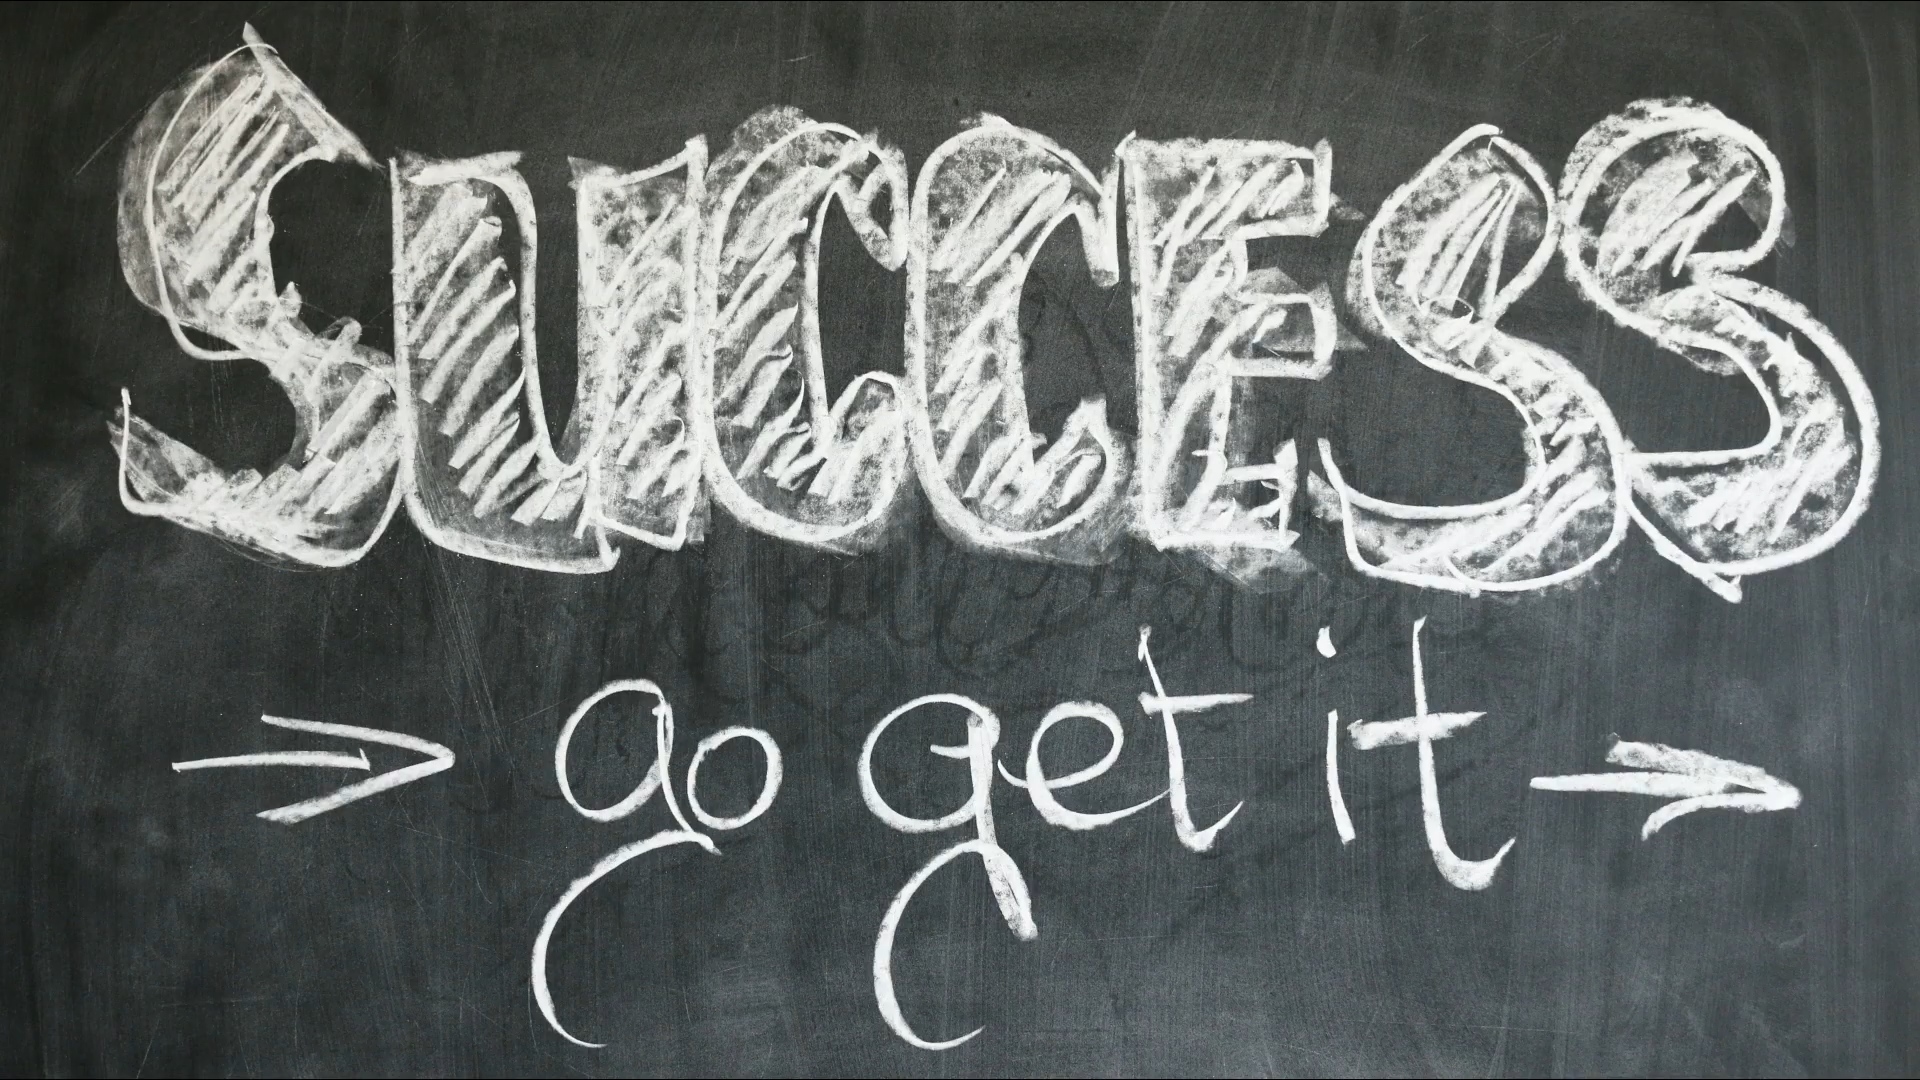 SUCCESS
→ go get it →